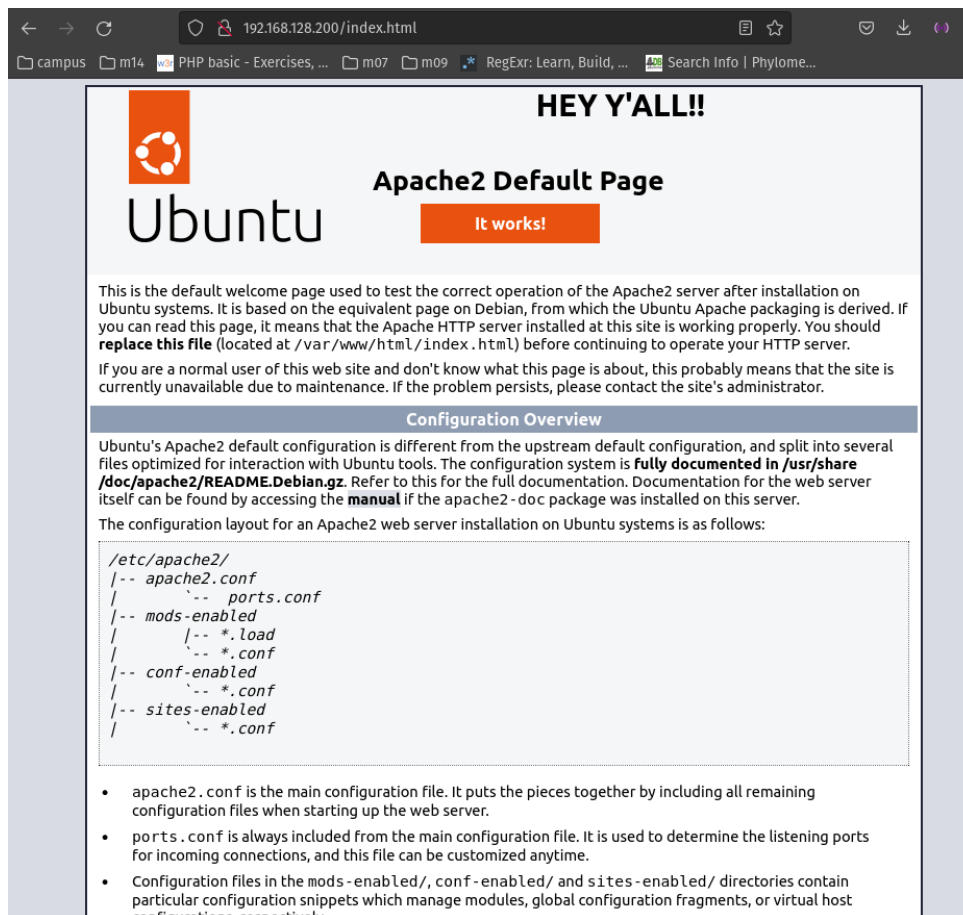 192.168.128.200/index.html
campus m14 PHP basic - Exercises, ... m07 m09 RegExr: Learn, Build, ... Search Info | Phylome...
HEY Y'ALL!!
Ubuntu
Apache2 Default Page
It works!
This is the default welcome page used to test the correct operation of the Apache2 server after installation on
Ubuntu systems. It is based on the equivalent page on Debian, from which the Ubuntu Apache packaging is derived. If
you can read this page, it means that the Apache HTTP server installed at this site is working properly. You should
replace this file (located at /var/www/html/index.html) before continuing to operate your HTTP server.
If you are a normal user of this web site and don't know what this page is about, this probably means that the site is
currently unavailable due to maintenance. If the problem persists, please contact the site's administrator.
Configuration Overview
Ubuntu's Apache2 default configuration is different from the upstream default configuration, and split into several
files optimized for interaction with Ubuntu tools. The configuration system is fully documented in /usr/share
/doc/apache2/README.Debian.gz. Refer to this for the full documentation. Documentation for the web server
itself can be found by accessing the manual if the apache2-doc package was installed on this server.
The configuration layout for an Apache2 web server installation on Ubuntu systems is as follows:
/etc/apache2/
|-- apache2.conf
|       `--  ports.conf
|-- mods-enabled
|       |-- *.load
|       `-- *.conf
|-- conf-enabled
|       `-- *.conf
|-- sites-enabled
|       `-- *.conf
• apache2.conf is the main configuration file. It puts the pieces together by including all remaining
configuration files when starting up the web server.
• ports.conf is always included from the main configuration file. It is used to determine the listening ports
for incoming connections, and this file can be customized anytime.
• Configuration files in the mods-enabled/, conf-enabled/ and sites-enabled/ directories contain
particular configuration snippets which manage modules, global configuration fragments, or virtual host